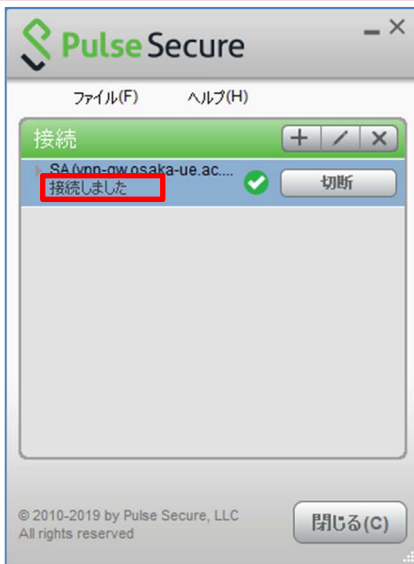 Pulse Secure
ファイル(F) ヘルプ(H)
接続
SA (vpn-gw.osaka-ue.ac....
接続しました
切断
© 2010-2019 by Pulse Secure, LLC
All rights reserved
閉じる(C)